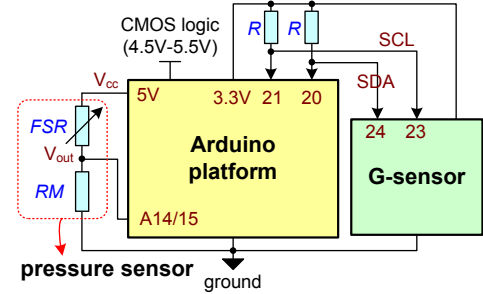 CMOS logic
(4.5V-5.5V)
R R
SCL
SDA
Vcc
5V 3.3V 21 20
24 23
FSR
Vout
Arduino
platform
G-sensor
RM
A14/15
pressure sensor
ground